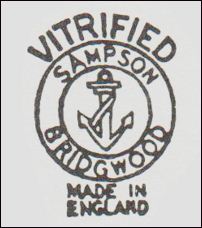 VITRIFIED
SAMPSON
BRIDGWOOD
MADE IN
ENGLAND